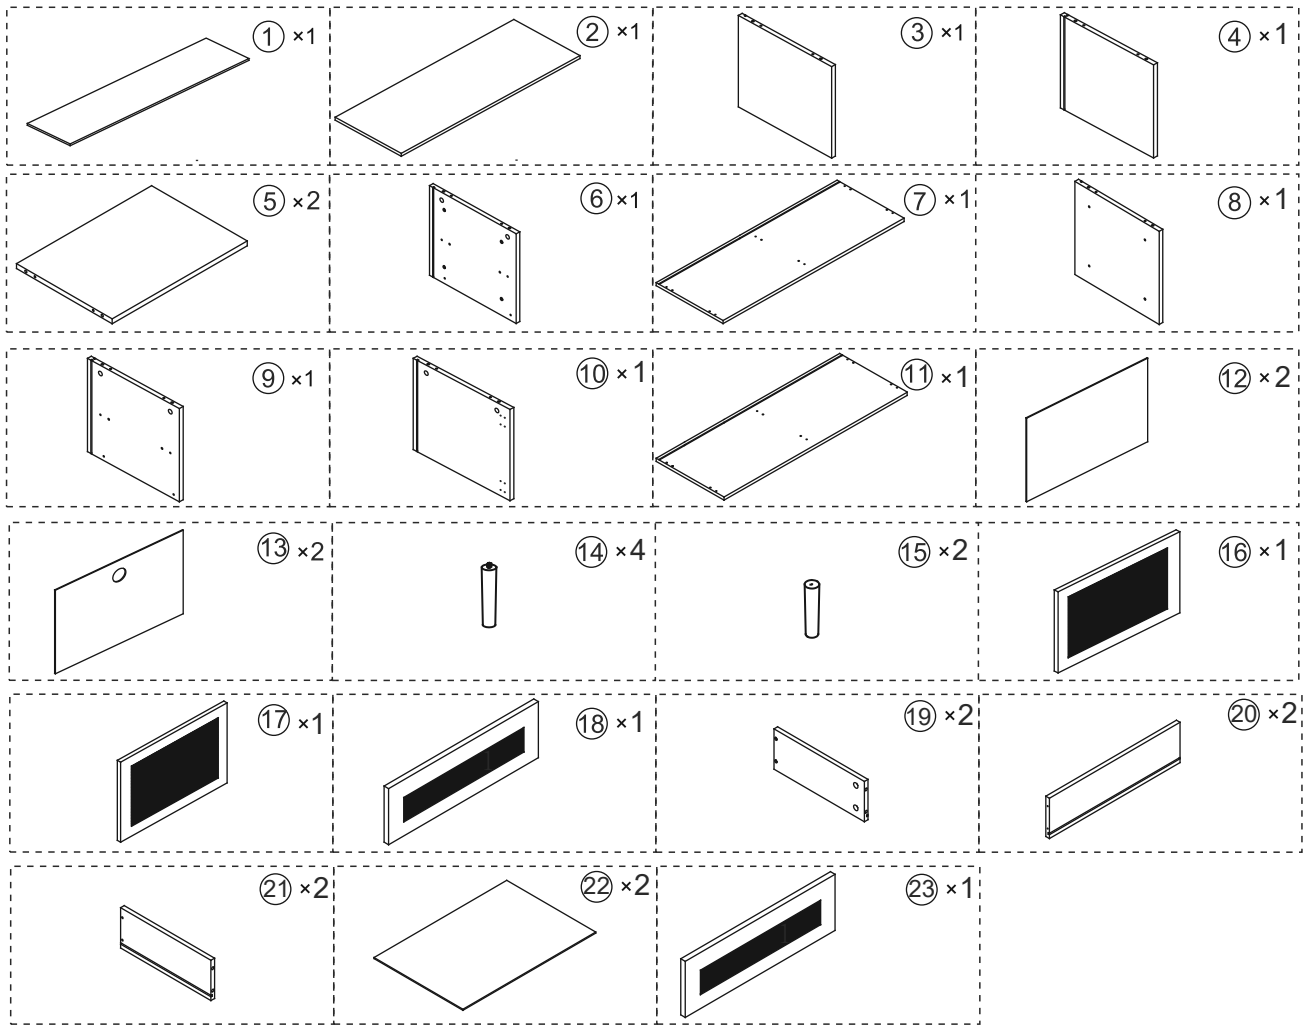 ① ×1 ② ×1 ③ ×1 ④ ×1
⑤ ×2 ⑥ ×1 ⑦ ×1 ⑧ ×1
⑨ ×1 ⑩ ×1 ⑪ ×1 ⑫ ×2
⑬ ×2 ⑭ ×4 ⑮ ×2 ⑯ ×1
⑰ ×1 ⑱ ×1 ⑲ ×2 ⑳ ×2
㉑ ×2 ㉒ ×2 ㉓ ×1